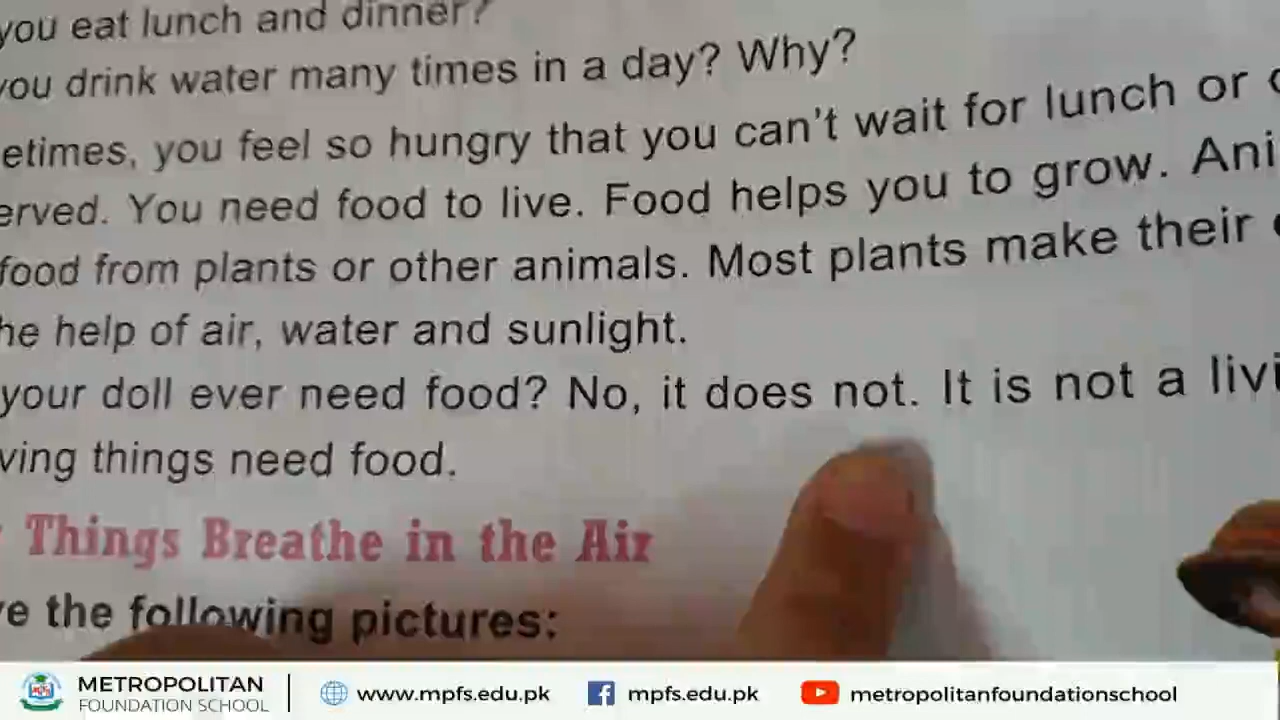 you eat lunch and dinner?
you drink water many times in a day? Why?
etimes, you feel so hungry that you can't wait for lunch or
erved. You need food to live. Food helps you to grow. Ani
food from plants or other animals. Most plants make their
he help of air, water and sunlight.
your doll ever need food? No, it does not. It is not a livi
ving things need food.
Things Breathe in the Air
ve the following pictures:
METROPOLITAN
FOUNDATION SCHOOL
www.mpfs.edu.pk
mpfs.edu.pk
metropolitanfoundationschool